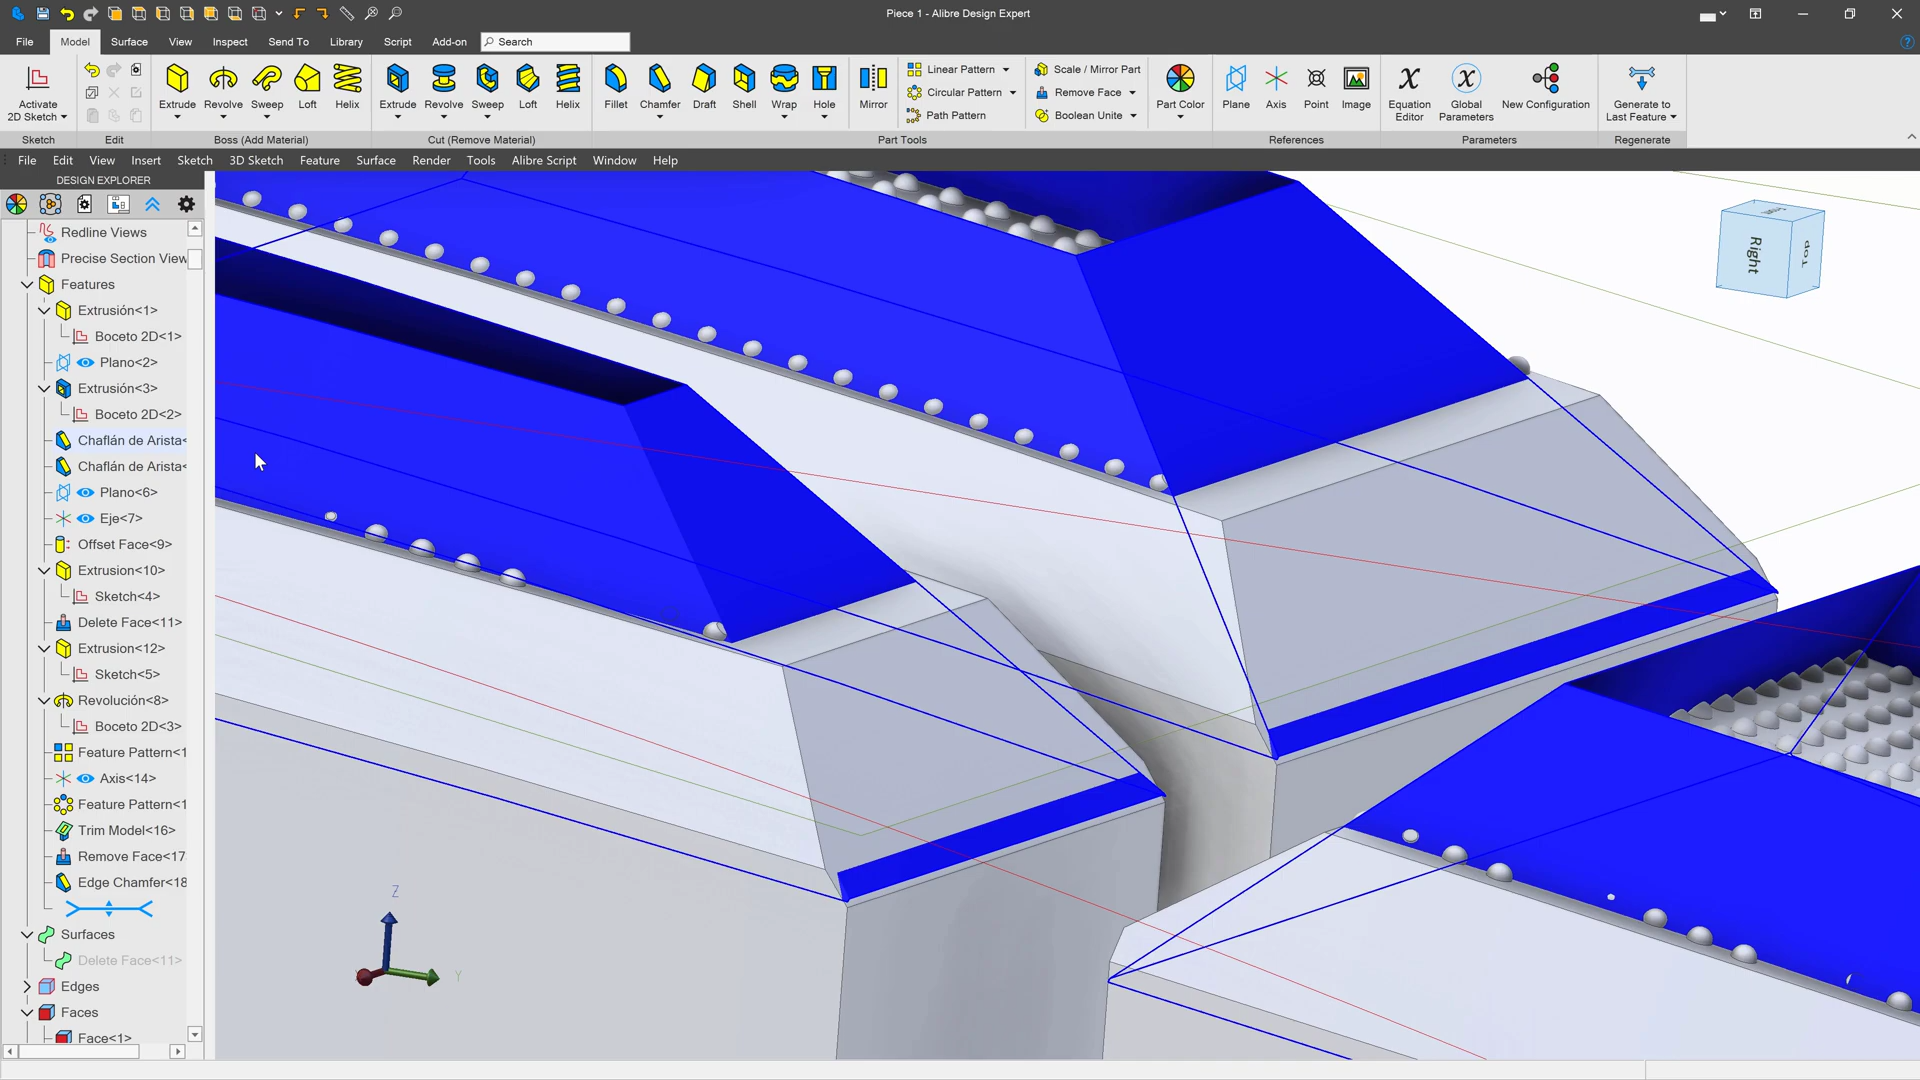 Piece 1 - Alibre Design Expert
File Model Surface View Inspect Send To Library Script Add-on Search
Activate
2D Sketch
Sketch
Edit
Extrude Revolve Sweep Loft Helix
Boss (Add Material)
Extrude Revolve Sweep Loft Helix
Cut (Remove Material)
Fillet Chamfer Draft Shell Wrap Hole Mirror
Linear Pattern
Circular Pattern
Path Pattern
Scale / Mirror Part
Remove Face
Boolean Unite
Part Color
Part Tools
Plane Axis Point Image
References
Equation
Editor
Global
Parameters
New Configuration
Parameters
Generate to
Last Feature
Regenerate
File Edit View Insert Sketch 3D Sketch Feature Surface Render Tools Alibre Script Window Help
DESIGN EXPLORER
Redline Views
Precise Section View
Features
Extrusión<1>
Boceto 2D<1>
Plano<2>
Extrusión<3>
Boceto 2D<2>
Chaflán de Arista<
Chaflán de Arista<
Plano<6>
Eje<7>
Offset Face<9>
Extrusion<10>
Sketch<4>
Delete Face<11>
Extrusion<12>
Sketch<5>
Revolución<8>
Boceto 2D<3>
Feature Pattern<1
Axis<14>
Feature Pattern<1
Trim Model<16>
Remove Face<17
Edge Chamfer<18
Surfaces
Delete Face<11>
Edges
Faces
Face<1>
Right
Top
Z
Y